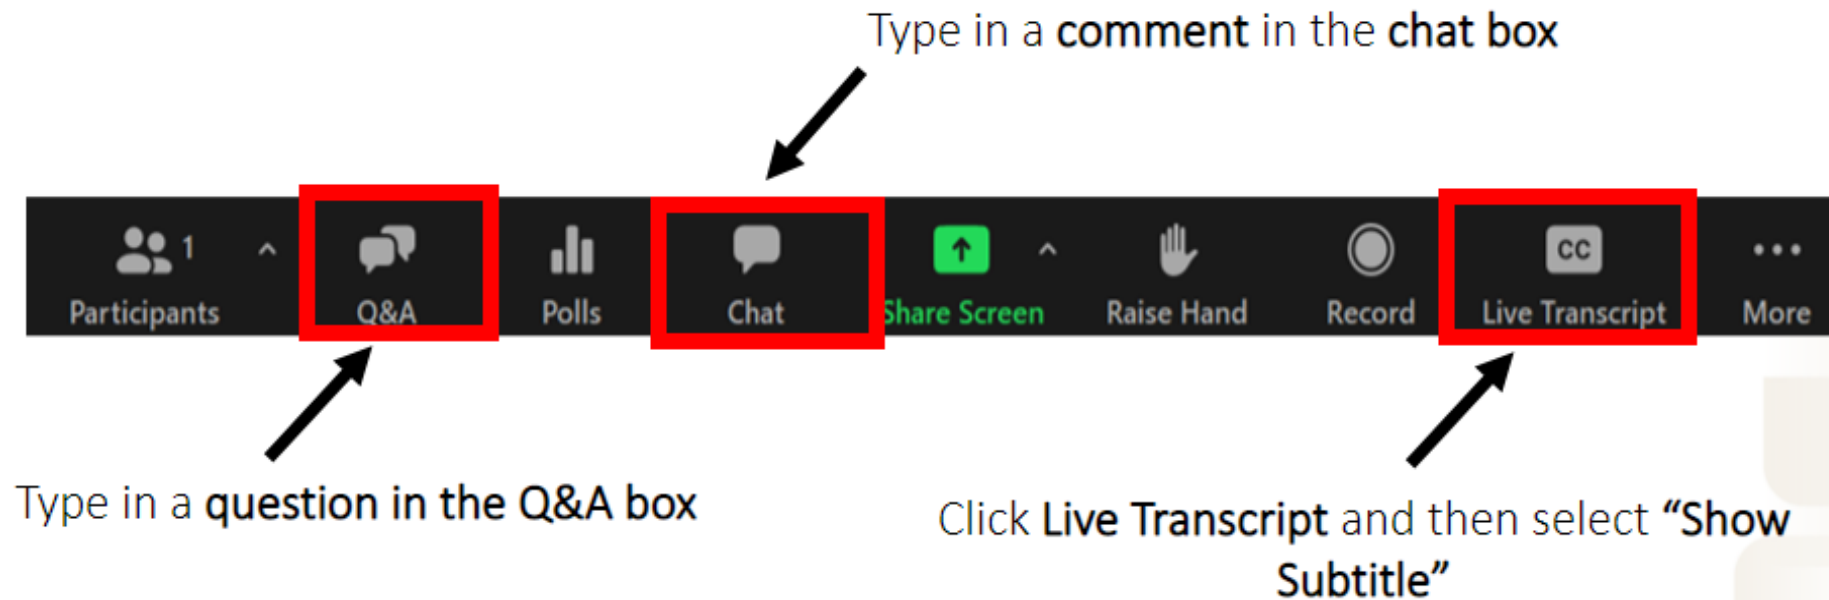 Type in a comment in the chat box
1
Participants
Q&A
Polls
Chat
Share Screen
Raise Hand
Record
CC
Live Transcript
More
Type in a question in the Q&A box
Click Live Transcript and then select “Show
Subtitle”